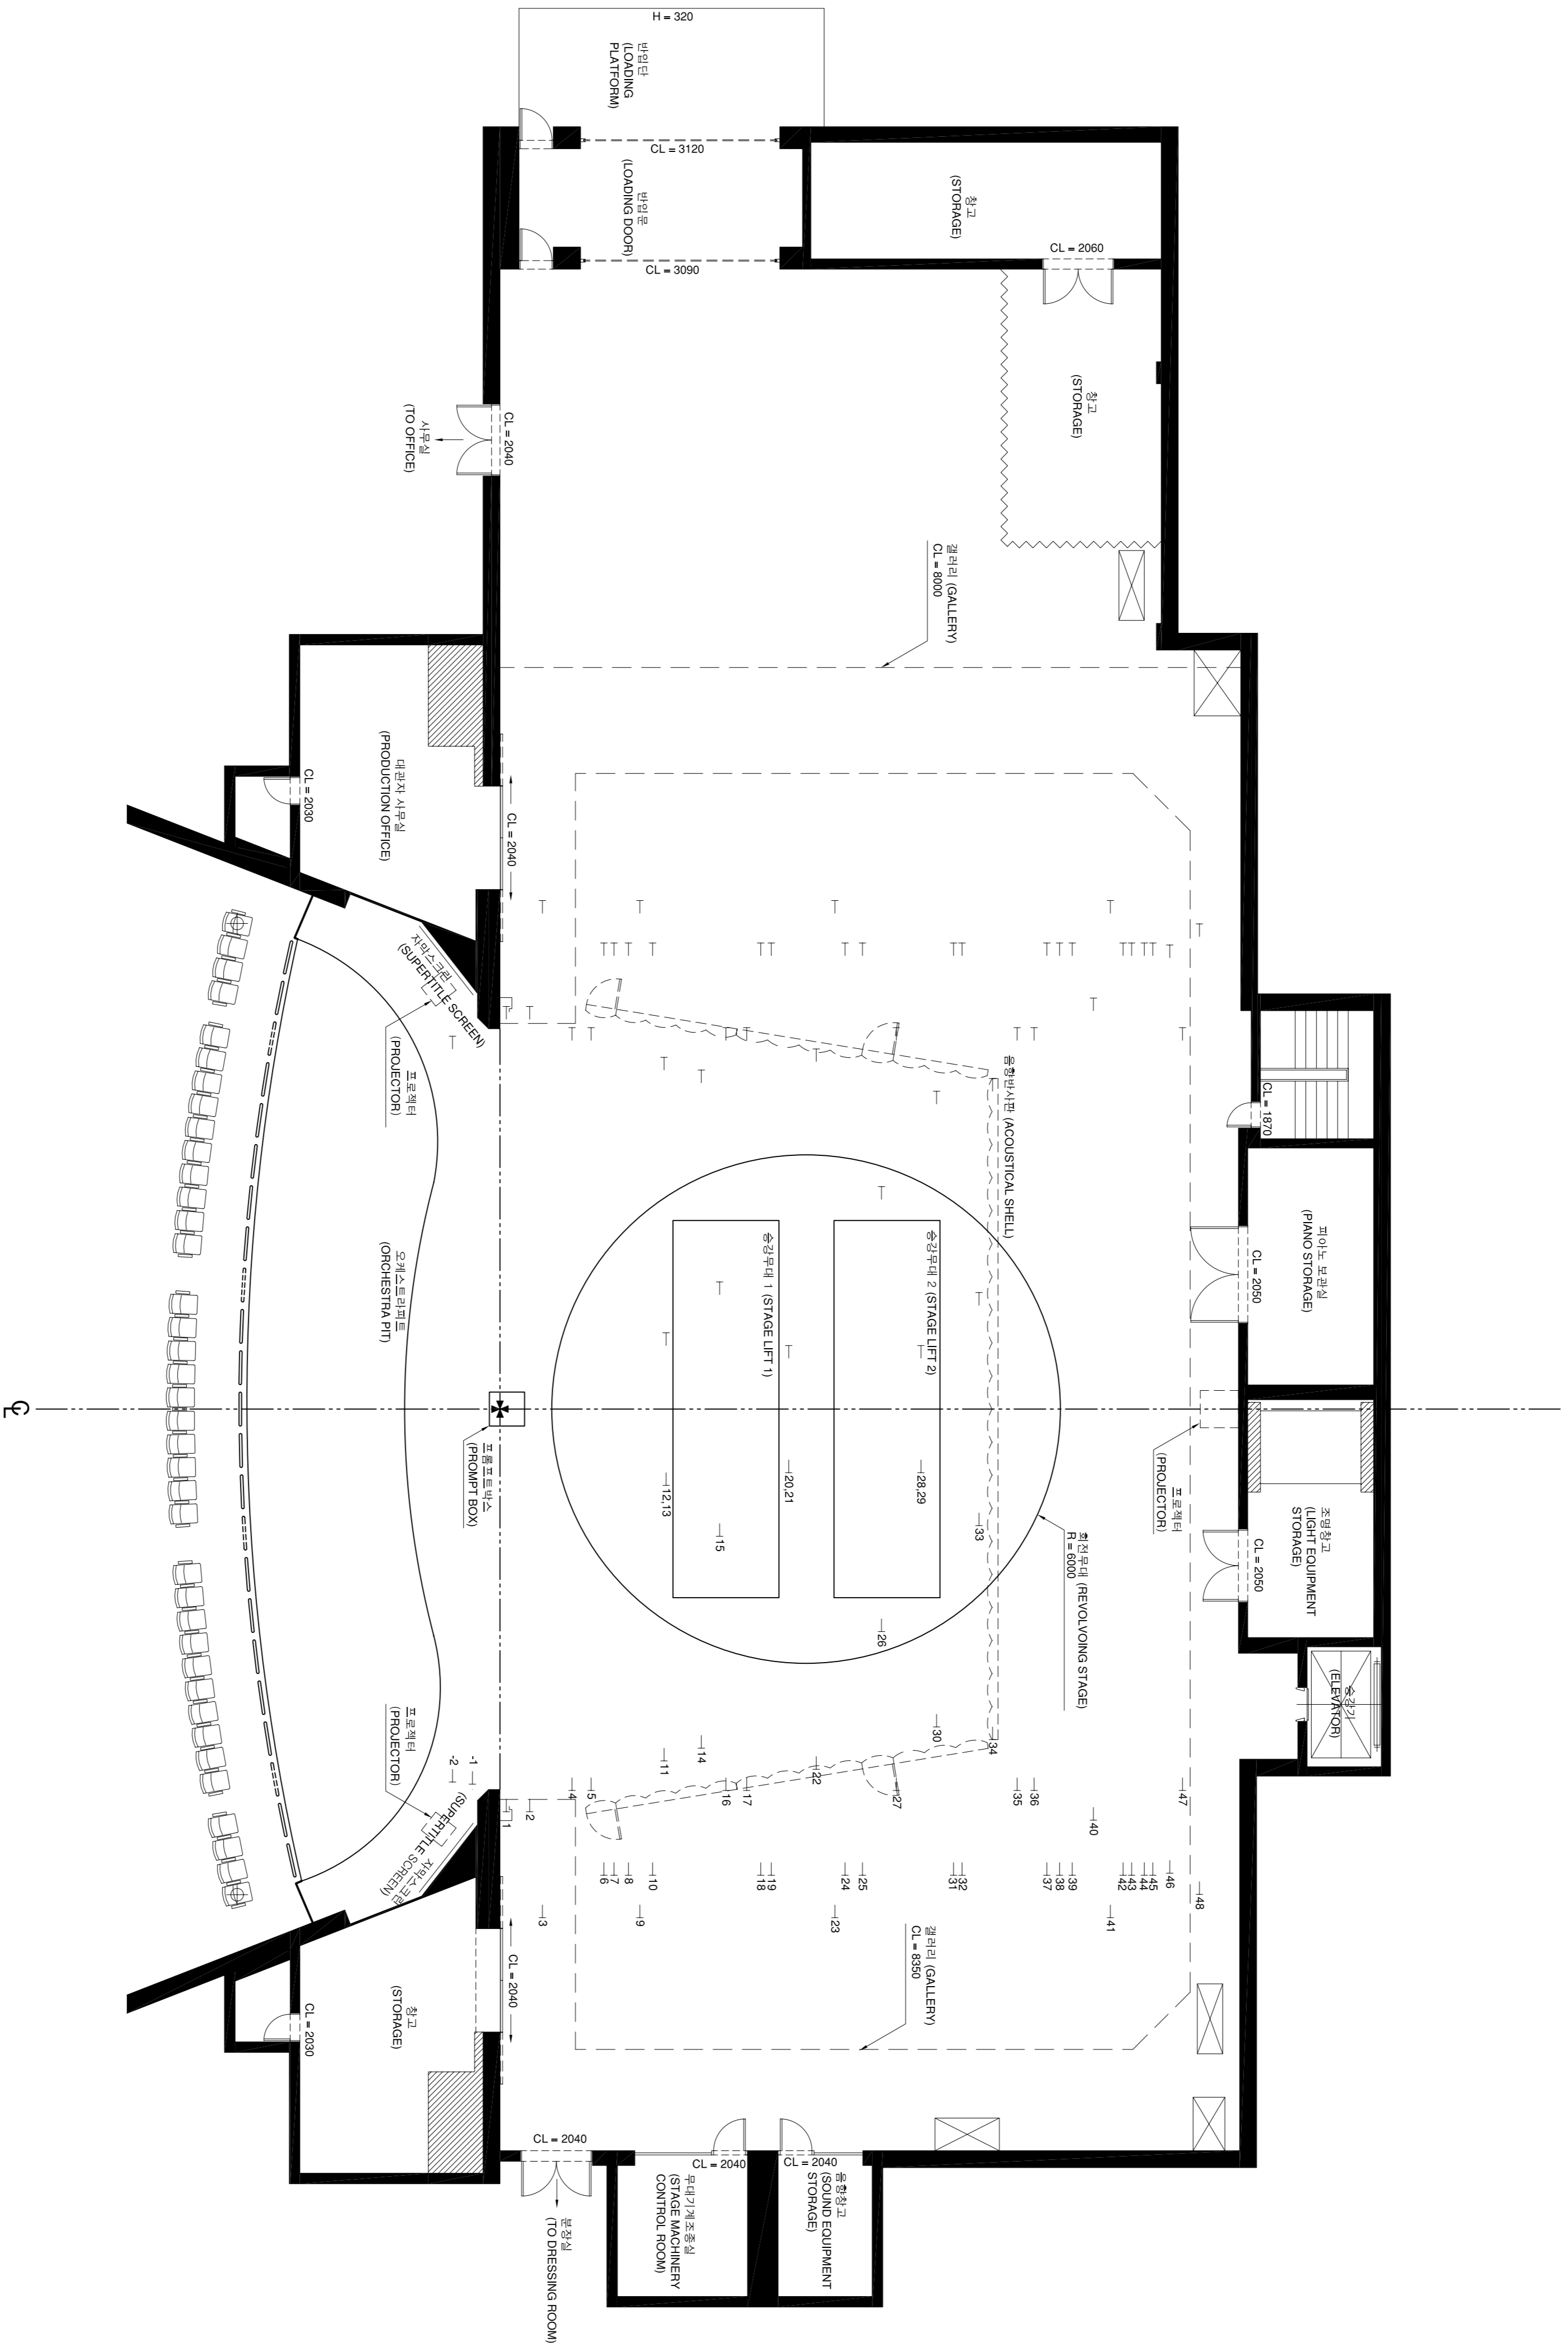 H = 320
반입단
(LOADING
PLATFORM)
CL = 3120
반입문
(LOADING DOOR)
CL = 3090
창고
(STORAGE)
CL = 2060
창고
(STORAGE)
CL = 2040
사무실
(TO OFFICE)
갤러리 (GALLERY)
CL = 8000
대관자 사무실
(PRODUCTION OFFICE)
CL = 2030
CL = 2040
자막스크린
(SUPERTITLE SCREEN)
프로젝터
(PROJECTOR)
음향반사판 (ACOUSTICAL SHELL)
CL = 1870
피아노 보관실
(PIANO STORAGE)
CL = 2050
오케스트라피트
(ORCHESTRA PIT)
승강무대 1 (STAGE LIFT 1)
승강무대 2 (STAGE LIFT 2)
CL
프롬프트박스
(PROMPT BOX)
12,13
20,21
28,29
15
33
26
회전무대 (REVOLVOING STAGE)
R = 6000
프로젝터
(PROJECTOR)
조명창고
(LIGHT EQUIPMENT
STORAGE)
CL = 2050
승강기
(ELEVATOR)
프로젝터
(PROJECTOR)
자막스크린
(SUPERTITLE SCREEN)
-2
-1
1
2
3
4
5
6
7
8
9
10
11
14
16
17
18
19
22
23
24
25
27
30
31
32
34
35
36
37
38
39
40
41
42
43
44
45
46
47
48
갤러리 (GALLERY)
CL = 8350
CL = 2040
창고
(STORAGE)
CL = 2030
CL = 2040
분장실
(TO DRESSING ROOM)
CL = 2040
무대기계조종실
(STAGE MACHINERY
CONTROL ROOM)
CL = 2040
음향창고
(SOUND EQUIPMENT
STORAGE)